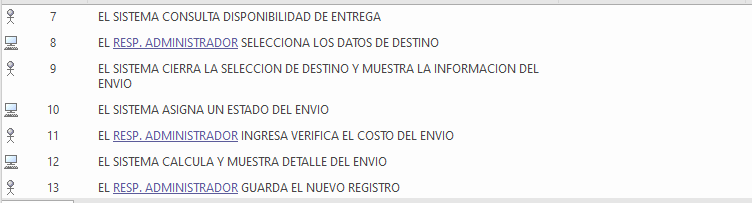 7 EL SISTEMA CONSULTA DISPONIBILIDAD DE ENTREGA
8 EL RESP. ADMINISTRADOR SELECCIONA LOS DATOS DE DESTINO
9 EL SISTEMA CIERRA LA SELECCION DE DESTINO Y MUESTRA LA INFORMACION DEL
ENVIO
10 EL SISTEMA ASIGNA UN ESTADO DEL ENVIO
11 EL RESP. ADMINISTRADOR INGRESA VERIFICA EL COSTO DEL ENVIO
12 EL SISTEMA CALCULA Y MUESTRA DETALLE DEL ENVIO
13 EL RESP. ADMINISTRADOR GUARDA EL NUEVO REGISTRO